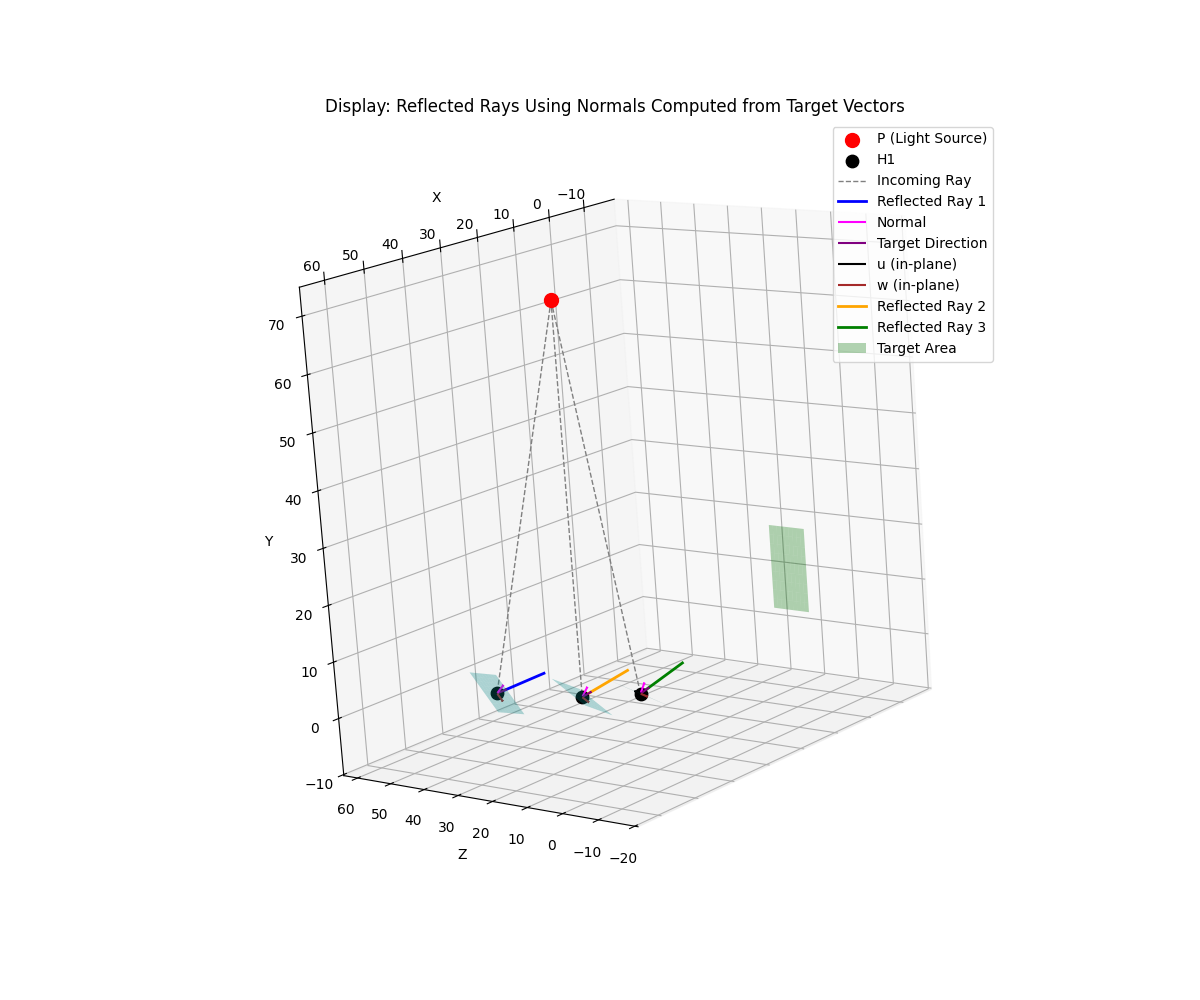 Display: Reflected Rays Using Normals Computed from Target Vectors
P (Light Source)
H1
Incoming Ray
Reflected Ray 1
Normal
Target Direction
u (in-plane)
w (in-plane)
Reflected Ray 2
Reflected Ray 3
Target Area
X
60 50 40 30 20 10 0 −10
Y
70
60
50
40
30
20
10
0
−10
60 50 40 30 20 10 0 −10 −20
Z